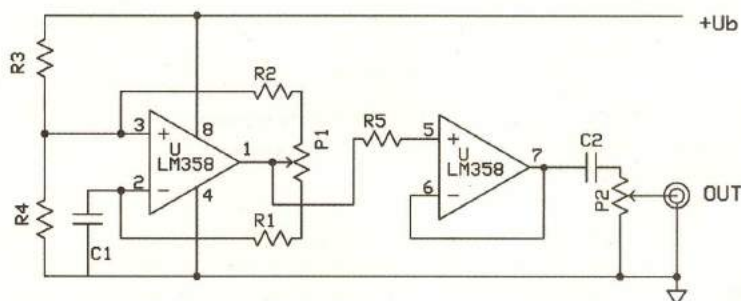 +Ub
R3
R2
P1
3
+
8
U
LM358
1
R5
5
+
U
LM358
7
C2
2
−
4
6
−
P2
OUT
R4
C1
R1